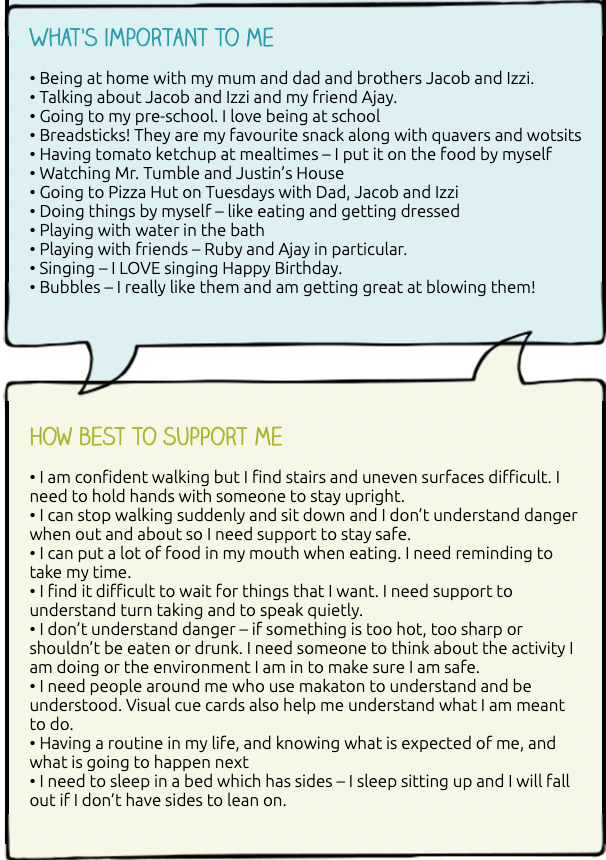 WHAT'S IMPORTANT TO ME
• Being at home with my mum and dad and brothers Jacob and Izzi.
• Talking about Jacob and Izzi and my friend Ajay.
• Going to my pre-school. I love being at school
• Breadsticks! They are my favourite snack along with quavers and wotsits
• Having tomato ketchup at mealtimes – I put it on the food by myself
• Watching Mr. Tumble and Justin's House
• Going to Pizza Hut on Tuesdays with Dad, Jacob and Izzi
• Doing things by myself – like eating and getting dressed
• Playing with water in the bath
• Playing with friends – Ruby and Ajay in particular.
• Singing – I LOVE singing Happy Birthday.
• Bubbles – I really like them and am getting great at blowing them!
HOW BEST TO SUPPORT ME
• I am confident walking but I find stairs and uneven surfaces difficult. I
need to hold hands with someone to stay upright.
• I can stop walking suddenly and sit down and I don't understand danger
when out and about so I need support to stay safe.
• I can put a lot of food in my mouth when eating. I need reminding to
take my time.
• I find it difficult to wait for things that I want. I need support to
understand turn taking and to speak quietly.
• I don't understand danger – if something is too hot, too sharp or
shouldn't be eaten or drunk. I need someone to think about the activity I
am doing or the environment I am in to make sure I am safe.
• I need people around me who use makaton to understand and be
understood. Visual cue cards also help me understand what I am meant
to do.
• Having a routine in my life, and knowing what is expected of me, and
what is going to happen next
• I need to sleep in a bed which has sides – I sleep sitting up and I will fall
out if I don't have sides to lean on.